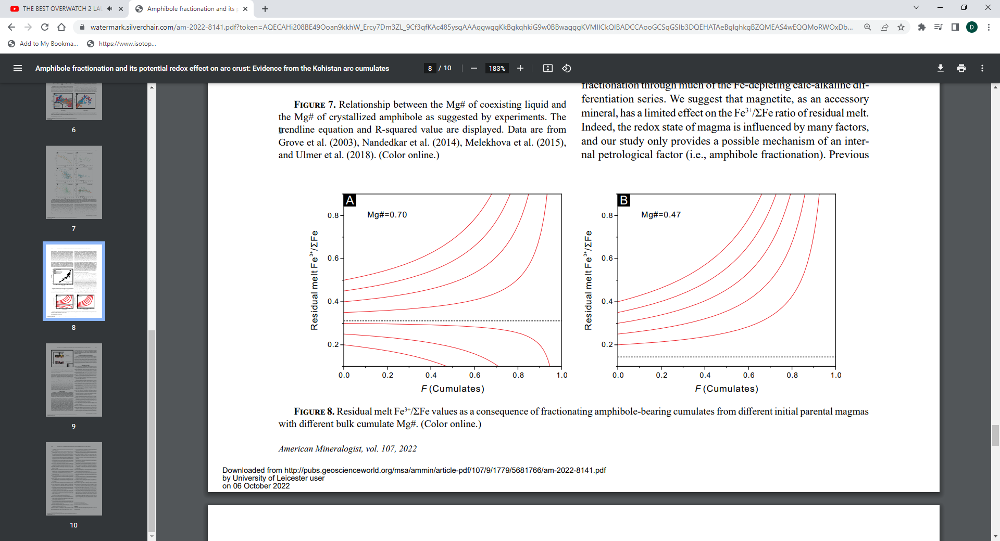 THE BEST OVERWATCH 2 LA
Amphibole fractionation and its
watermark.silverchair.com/am-2022-8141.pdf?token=AQECAHi208BE49Ooan9kkhW_Ercy7Dm3ZL_9Cf3qfKAc485ysgAAAqgwggKkBgkqhkiG9w0BBwagggKVMIICkQIBADCCAooGCSqGSIb3DQEHATAeBglghkgBZQMEAS4wEQQMoRWOxDb...
D
Add to My Bookma...
https://www.isotop...
Amphibole fractionation and its potential redox effect on arc crust: Evidence from the Kohistan arc cumulates
8 / 10
183%
6
7
8
9
10
FIGURE 7. Relationship between the Mg# of coexisting liquid and
the Mg# of crystallized amphibole as suggested by experiments. The
trendline equation and R-squared value are displayed. Data are from
Grove et al. (2003), Nandedkar et al. (2014), Melekhova et al. (2015),
and Ulmer et al. (2018). (Color online.)
fractionation through much of the Fe-depleting calc-alkaline dif-
ferentiation series. We suggest that magnetite, as an accessory
mineral, has a limited effect on the Fe³⁺/ΣFe ratio of residual melt.
Indeed, the redox state of magma is influenced by many factors,
and our study only provides a possible mechanism of an inter-
nal petrological factor (i.e., amphibole fractionation). Previous
A
Mg#=0.70
Residual melt Fe³⁺/ΣFe
0.8
0.6
0.4
0.2
0.0 0.2 0.4 0.6 0.8 1.0
F (Cumulates)
B
Mg#=0.47
Residual melt Fe³⁺/ΣFe
0.8
0.6
0.4
0.2
0.0 0.2 0.4 0.6 0.8 1.0
F (Cumulates)
FIGURE 8. Residual melt Fe³⁺/ΣFe values as a consequence of fractionating amphibole-bearing cumulates from different initial parental magmas
with different bulk cumulate Mg#. (Color online.)
American Mineralogist, vol. 107, 2022
Downloaded from http://pubs.geoscienceworld.org/msa/ammin/article-pdf/107/9/1779/5681766/am-2022-8141.pdf
by University of Leicester user
on 06 October 2022